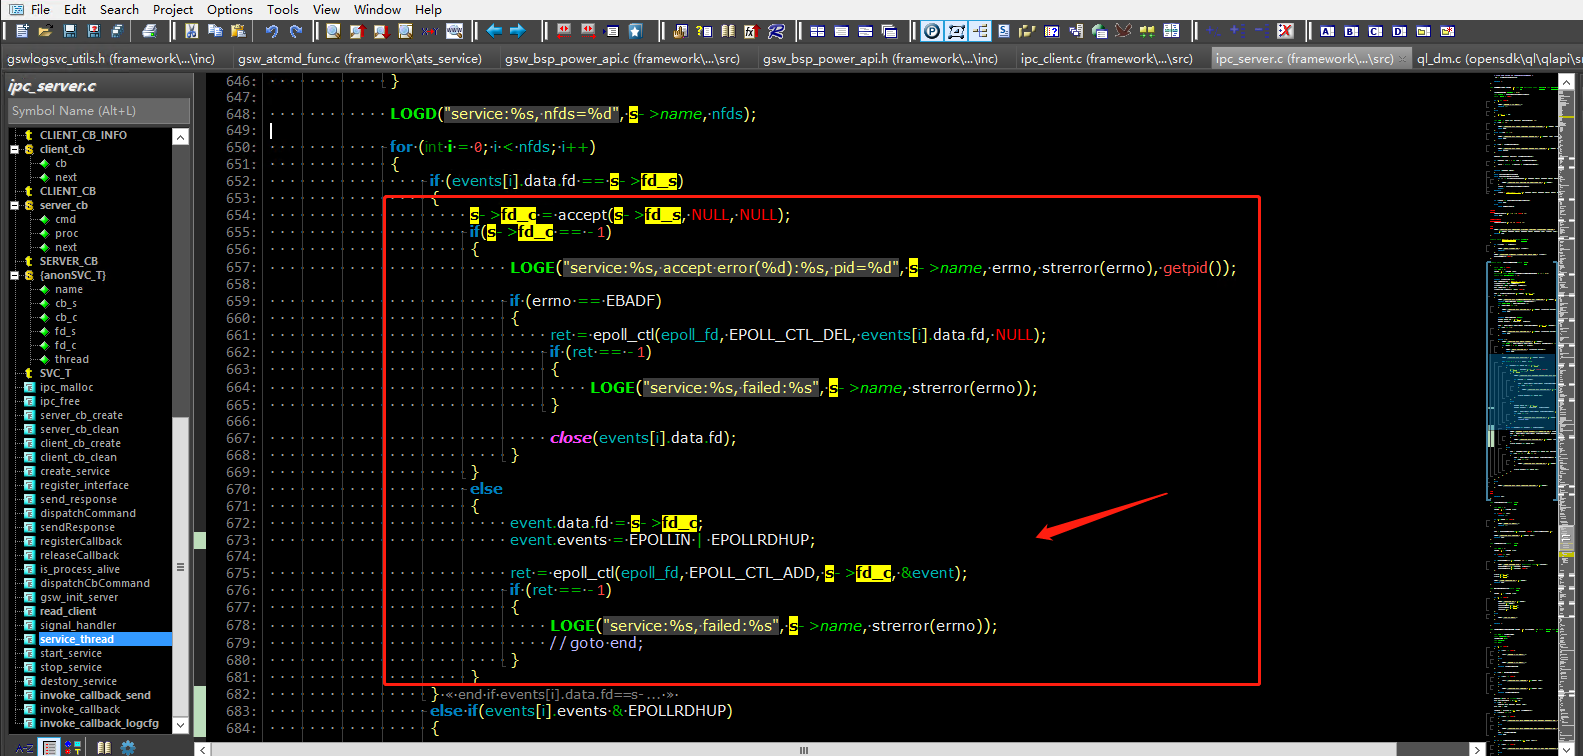 File Edit Search Project Options Tools View Window Help
gswlogsvc_utils.h (framework\...\inc) gsw_atcmd_func.c (framework\ats_service) gsw_bsp_power_api.c (framework\...\src) gsw_bsp_power_api.h (framework\...\inc) ipc_client.c (framework\...\src) ipc_server.c (framework\...\src) ql_dm.c (opensdk\ql\qlapi\sr
ipc_server.c
Symbol Name (Alt+L)
CLIENT_CB_INFO
client_cb
cb
next
CLIENT_CB
server_cb
cmd
proc
next
SERVER_CB
{anonSVC_T}
name
cb_s
cb_c
fd_s
fd_c
thread
SVC_T
ipc_malloc
ipc_free
server_cb_create
server_cb_clean
client_cb_create
client_cb_clean
create_service
register_interface
send_response
dispatchCommand
sendResponse
registerCallback
releaseCallback
is_process_alive
dispatchCbCommand
gsw_init_server
read_client
signal_handler
service_thread
start_service
stop_service
destory_service
invoke_callback_send
invoke_callback
invoke_callback_logcfg
A-Z
646: }
647:
648: LOGD("service:%s, nfds=%d", s->name, nfds);
649:
650: for (int i = 0; i < nfds; i++)
651: {
652: if (events[i].data.fd == s->fd_s)
653: {
654: s->fd_c = accept(s->fd_s, NULL, NULL);
655: if(s->fd_c == -1)
656: {
657: LOGE("service:%s, accept error(%d):%s, pid=%d", s->name, errno, strerror(errno), getpid());
658:
659: if (errno == EBADF)
660: {
661: ret = epoll_ctl(epoll_fd, EPOLL_CTL_DEL, events[i].data.fd, NULL);
662: if (ret == -1)
663: {
664: LOGE("service:%s, failed:%s", s->name, strerror(errno));
665: }
666:
667: close(events[i].data.fd);
668: }
669: }
670: else
671: {
672: event.data.fd = s->fd_c;
673: event.events = EPOLLIN | EPOLLRDHUP;
674:
675: ret = epoll_ctl(epoll_fd, EPOLL_CTL_ADD, s->fd_c, &event);
676: if (ret == -1)
677: {
678: LOGE("service:%s, failed:%s", s->name, strerror(errno));
679: //goto end;
680: }
681: }
682: } « end if events[i].data.fd==s-... »
683: else if(events[i].events & EPOLLRDHUP)
684: {